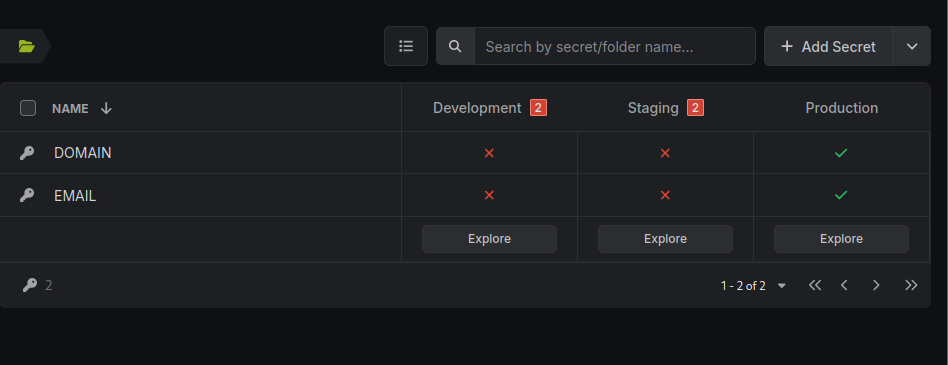 Search by secret/folder name...
Add Secret
NAME Development 2 Staging 2 Production
DOMAIN
EMAIL
Explore Explore Explore
2 1 - 2 of 2